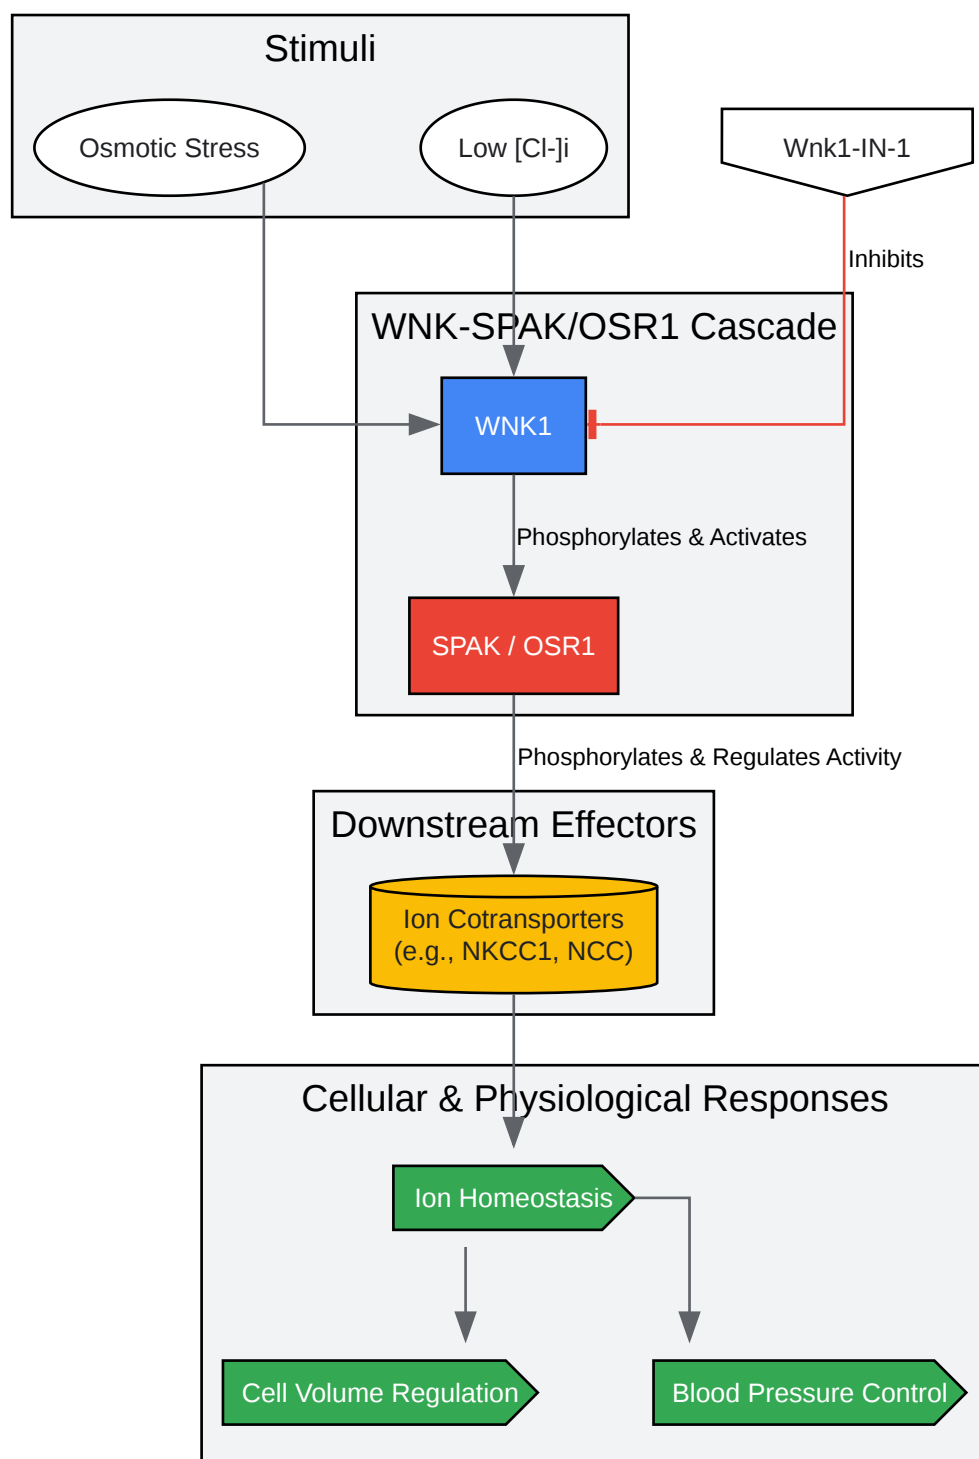 Stimuli
Osmotic Stress
Low [Cl-]i
Wnk1-IN-1
Inhibits
WNK-SPAK/OSR1 Cascade
WNK1
Phosphorylates & Activates
SPAK / OSR1
Phosphorylates & Regulates Activity
Downstream Effectors
Ion Cotransporters
(e.g., NKCC1, NCC)
Cellular & Physiological Responses
Ion Homeostasis
Cell Volume Regulation
Blood Pressure Control